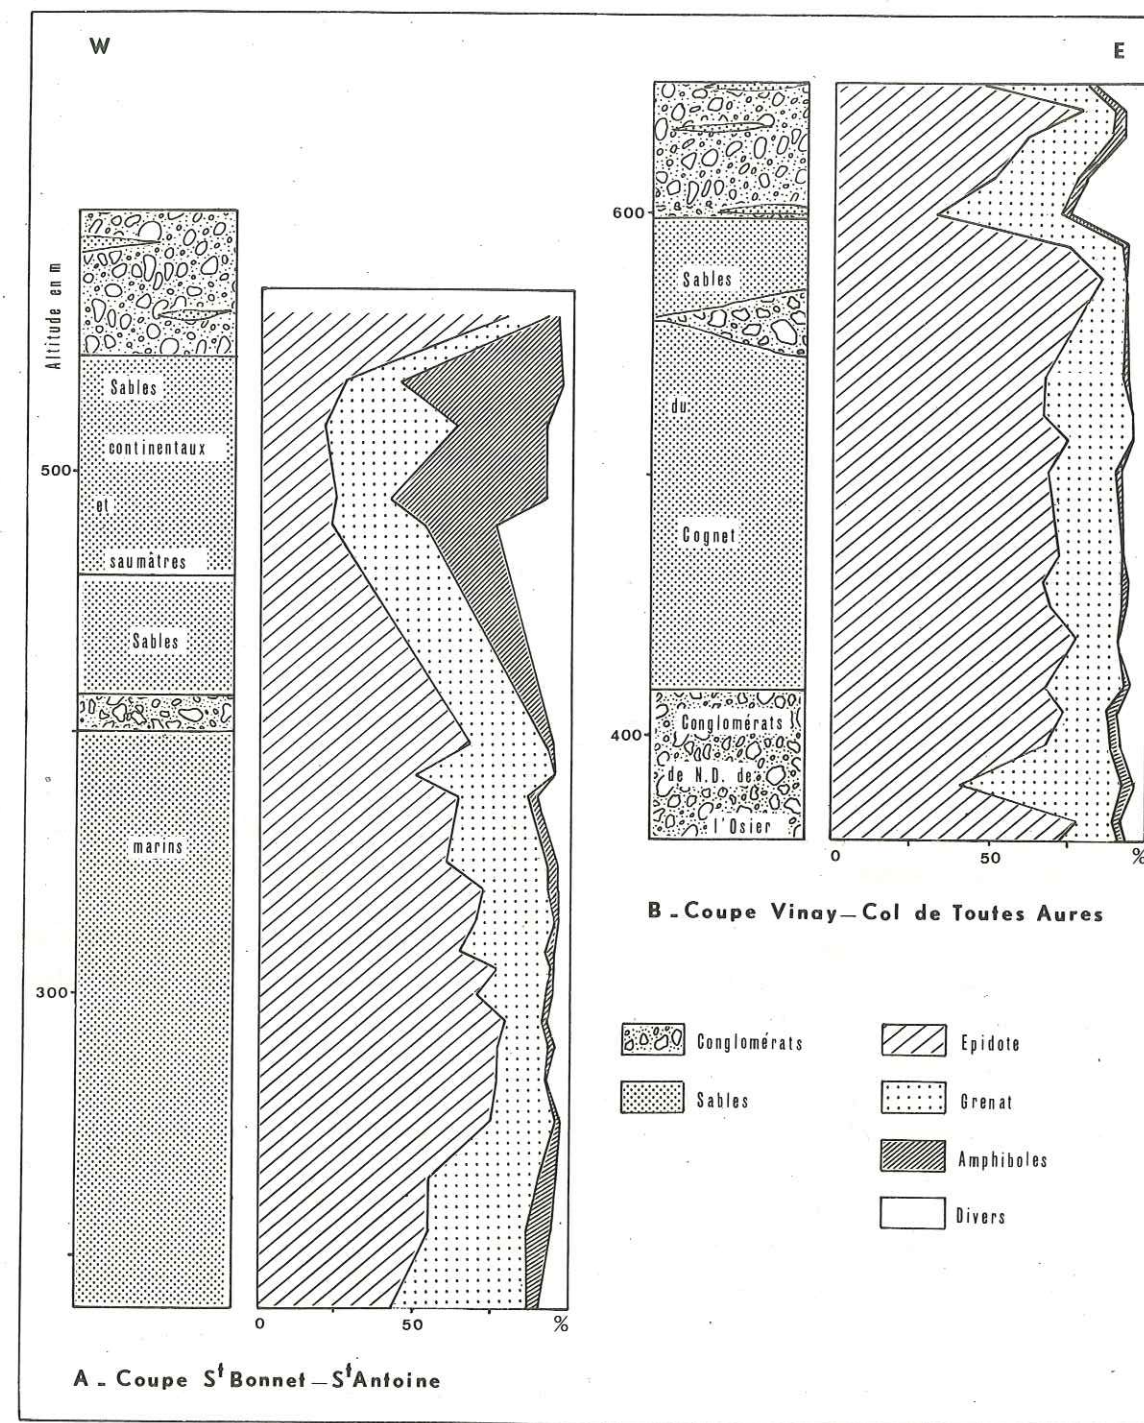 W
E
Altitude en m
500
300
Sables
continentaux
et
saumâtres
Sables
marins
0
50
%
A - Coupe St Bonnet - St Antoine
600
400
Sables
du
Cognet
Conglomérats
de N.D. de
l'Osier
0
50
%
B - Coupe Vinay - Col de Toutes Aures
Conglomérats
Sables
Epidote
Grenat
Amphiboles
Divers